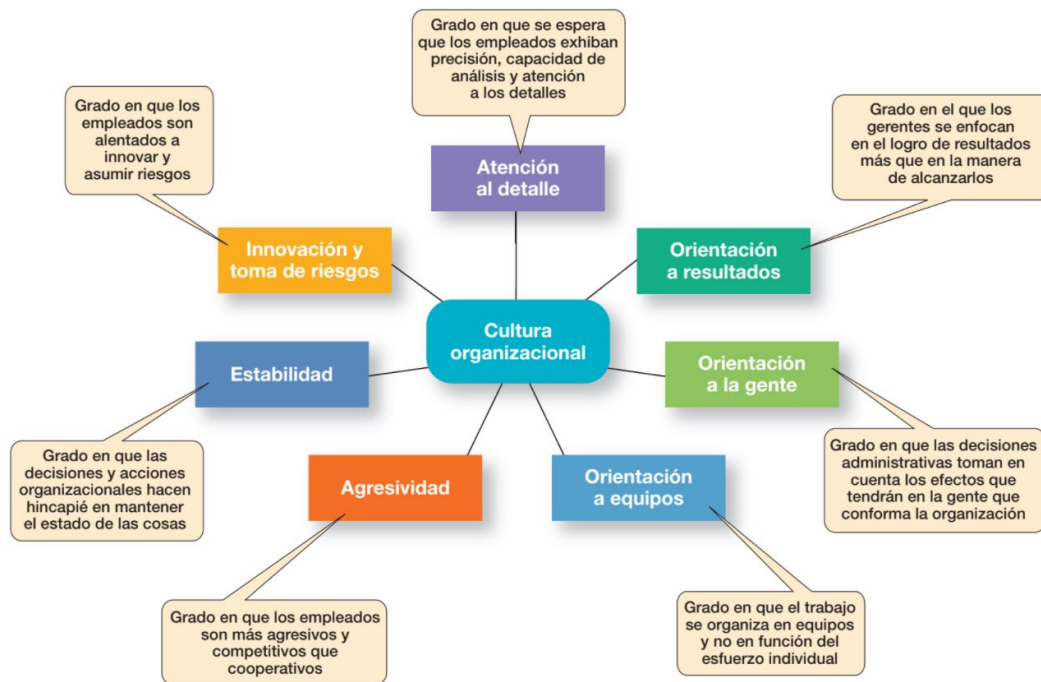 Grado en que se espera
que los empleados exhiban
precisión, capacidad de
análisis y atención
a los detalles
Grado en que los
empleados son
alentados a
innovar y
asumir riesgos
Grado en el que los
gerentes se enfocan
en el logro de resultados
más que en la manera
de alcanzarlos
Atención
al detalle
Innovación y
toma de riesgos
Orientación
a resultados
Cultura
organizacional
Estabilidad
Orientación
a la gente
Grado en que las
decisiones y acciones
organizacionales hacen
hincapié en mantener
el estado de las cosas
Agresividad
Orientación
a equipos
Grado en que las decisiones
administrativas toman en
cuenta los efectos que
tendrán en la gente que
conforma la organización
Grado en que los empleados
son más agresivos y
competitivos que
cooperativos
Grado en que el trabajo
se organiza en equipos
y no en función del
esfuerzo individual